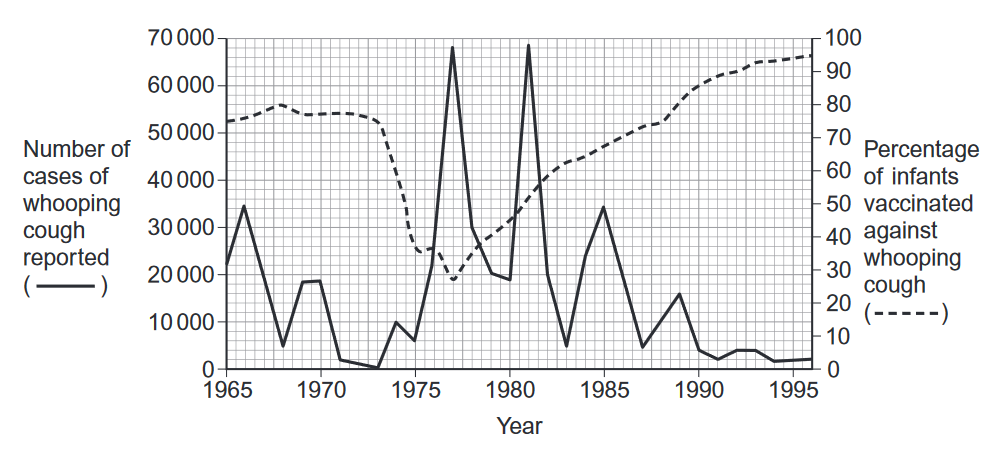 Number of
cases of
whooping
cough
reported
( )
70 000
60 000
50 000
40 000
30 000
20 000
10 000
0
100
90
80
70
60
50
40
30
20
10
0
Percentage
of infants
vaccinated
against
whooping
cough
( )
1965 1970 1975 1980 1985 1990 1995
Year